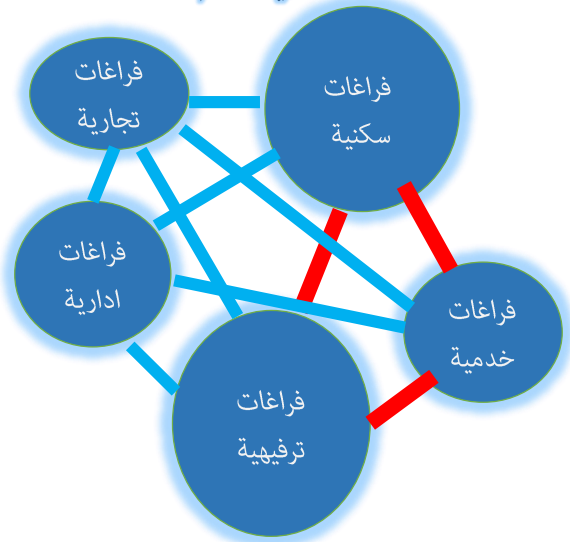 فراغات
تجارية
فراغات
سكنية
فراغات
ادارية
فراغات
خدمية
فراغات
ترفيهية